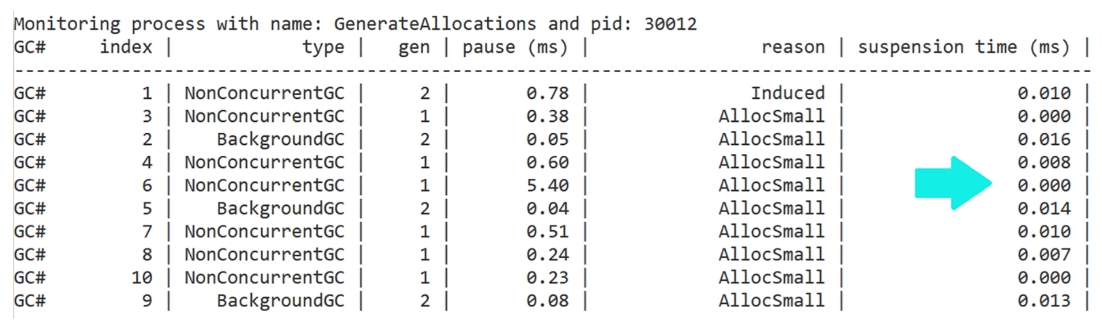 Monitoring process with name: GenerateAllocations and pid: 30012
GC#      index |            type |   gen | pause (ms) |                   reason | suspension time (ms) |
------------------------------------------------------------------------------------------------------------
GC#          1 | NonConcurrentGC |     2 |       0.78 |                  Induced |                0.010 |
GC#          3 | NonConcurrentGC |     1 |       0.38 |               AllocSmall |                0.000 |
GC#          2 |    BackgroundGC |     2 |       0.05 |               AllocSmall |                0.016 |
GC#          4 | NonConcurrentGC |     1 |       0.60 |               AllocSmall |                0.008 |
GC#          6 | NonConcurrentGC |     1 |       5.40 |               AllocSmall |                0.000 |
GC#          5 |    BackgroundGC |     2 |       0.04 |               AllocSmall |                0.014 |
GC#          7 | NonConcurrentGC |     1 |       0.51 |               AllocSmall |                0.010 |
GC#          8 | NonConcurrentGC |     1 |       0.24 |               AllocSmall |                0.007 |
GC#         10 | NonConcurrentGC |     1 |       0.23 |               AllocSmall |                0.000 |
GC#          9 |    BackgroundGC |     2 |       0.08 |               AllocSmall |                0.013 |